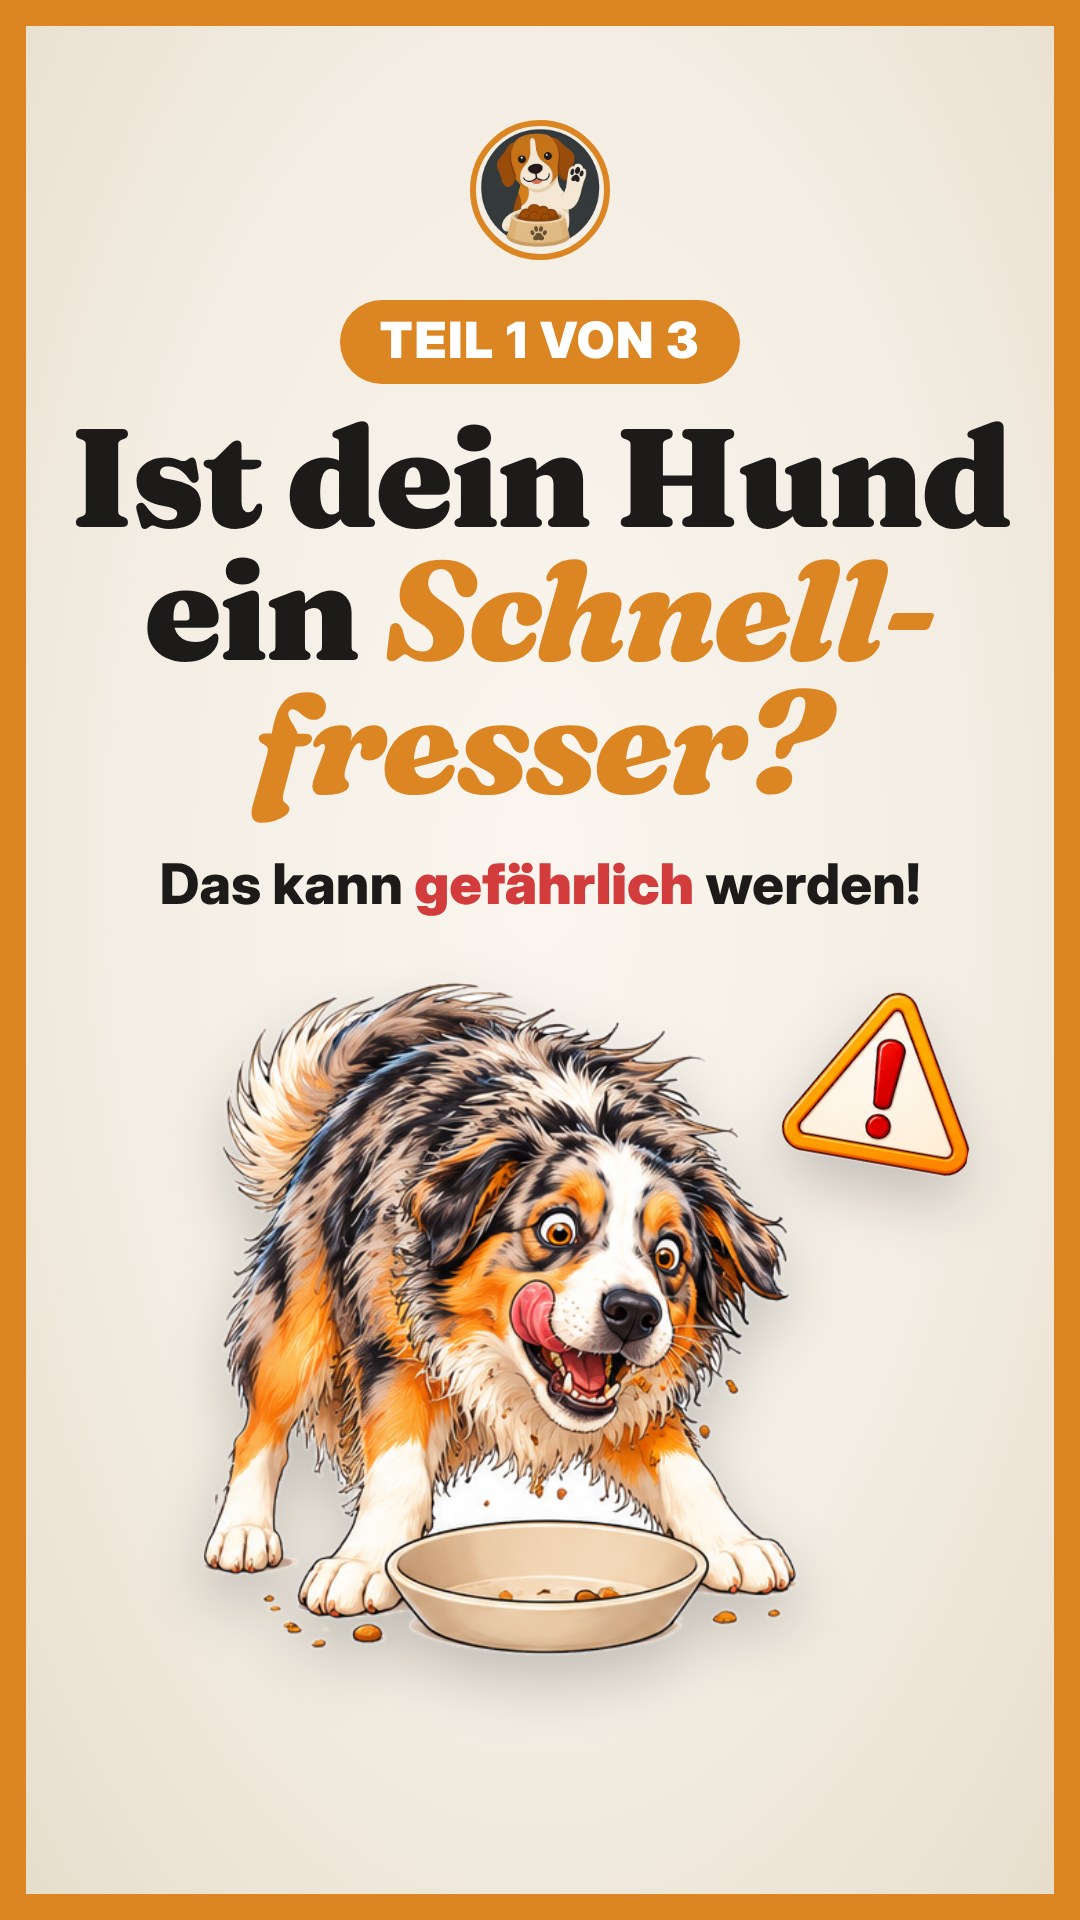 TEIL 1 VON 3
Ist dein Hund
ein Schnell-
fresser?
Das kann gefährlich werden!